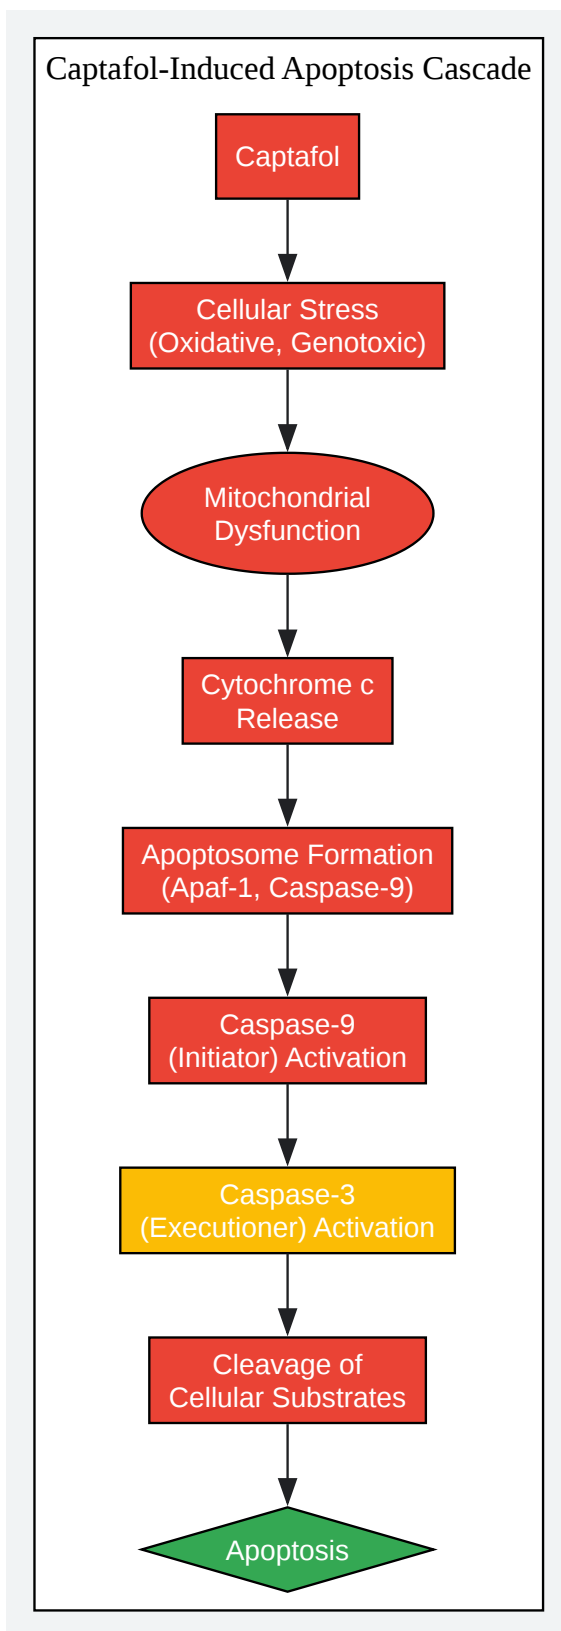 Captafol-Induced Apoptosis Cascade
Captafol
Cellular Stress
(Oxidative, Genotoxic)
Mitochondrial
Dysfunction
Cytochrome c
Release
Apoptosome Formation
(Apaf-1, Caspase-9)
Caspase-9
(Initiator) Activation
Caspase-3
(Executioner) Activation
Cleavage of
Cellular Substrates
Apoptosis